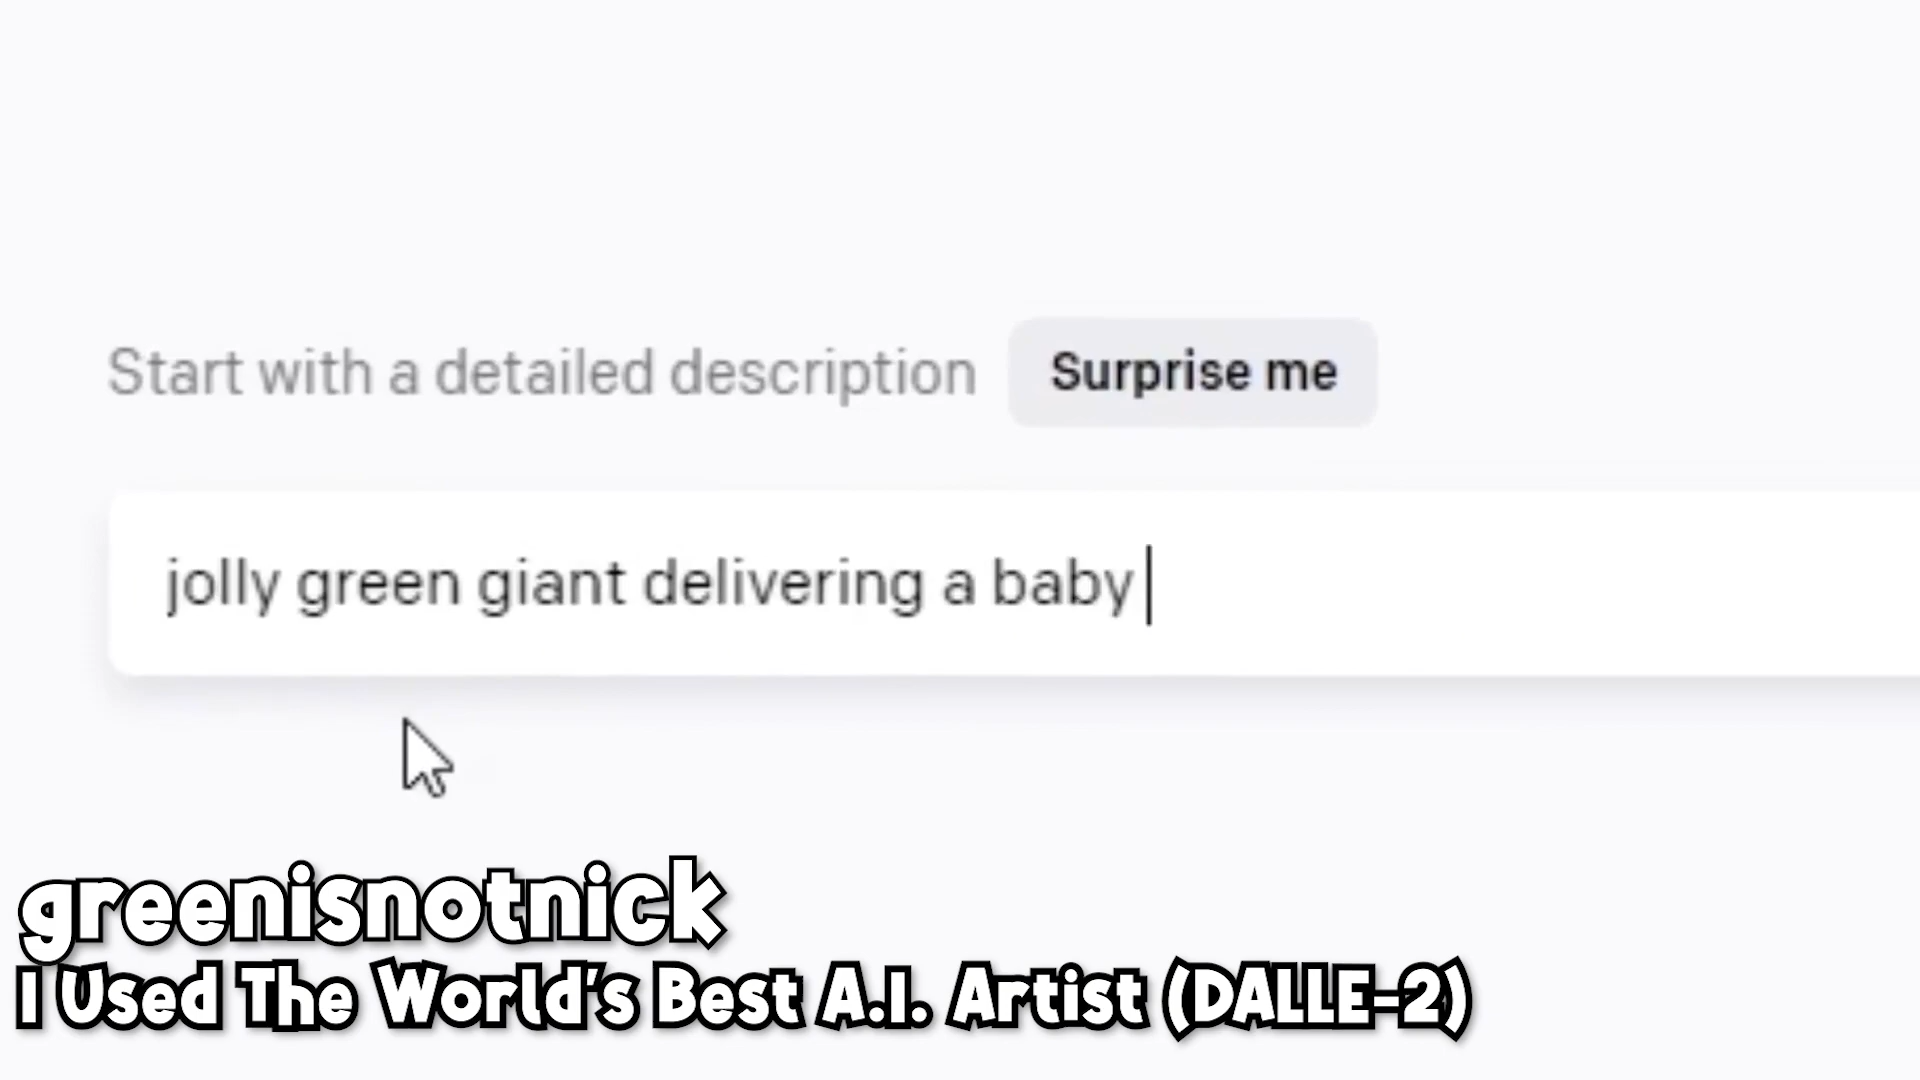 Start with a detailed description Surprise me
jolly green giant delivering a baby
greenisnotnick
I Used The World's Best A.I. Artist (DALLE-2)